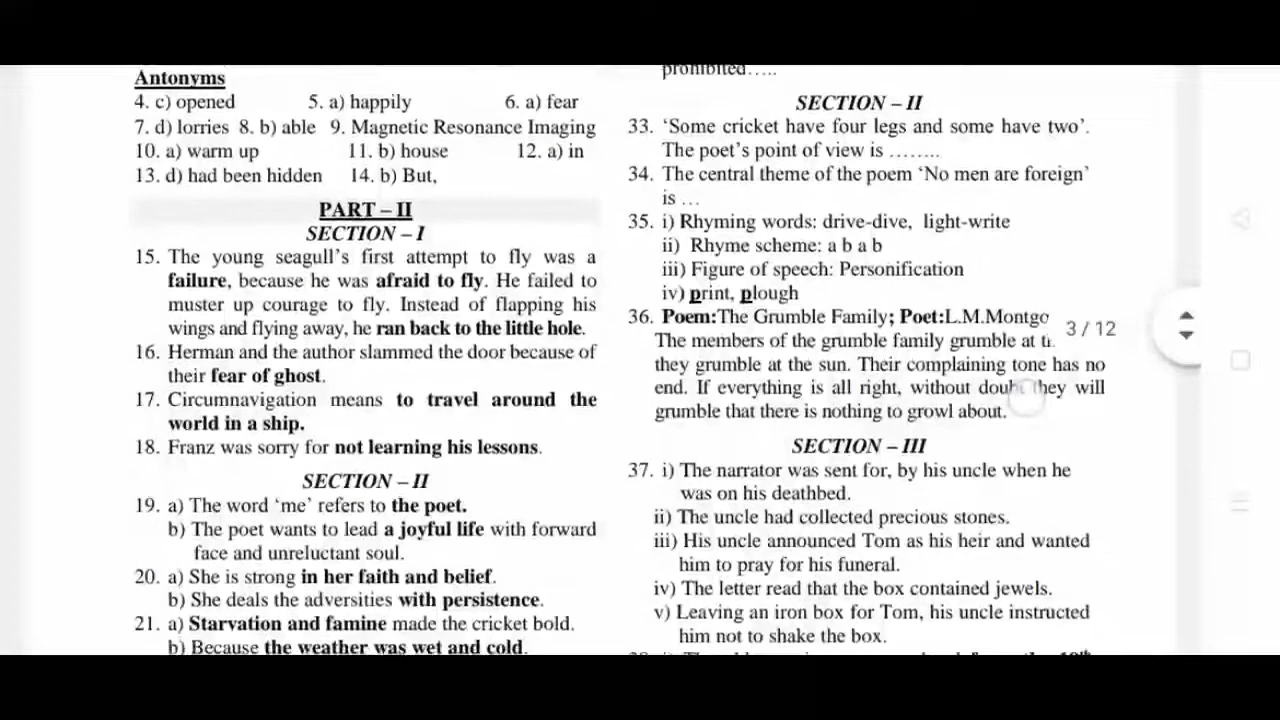 Antonyms
4. c) opened 5. a) happily 6. a) fear
7. d) lorries 8. b) able 9. Magnetic Resonance Imaging
10. a) warm up 11. b) house 12. a) in
13. d) had been hidden 14. b) But,
PART – II
SECTION – I
15. The young seagull's first attempt to fly was a
failure, because he was afraid to fly. He failed to
muster up courage to fly. Instead of flapping his
wings and flying away, he ran back to the little hole.
16. Herman and the author slammed the door because of
their fear of ghost.
17. Circumnavigation means to travel around the
world in a ship.
18. Franz was sorry for not learning his lessons.
SECTION – II
19. a) The word ‘me’ refers to the poet.
b) The poet wants to lead a joyful life with forward
face and unreluctant soul.
20. a) She is strong in her faith and belief.
b) She deals the adversities with persistence.
21. a) Starvation and famine made the cricket bold.
b) Because the weather was wet and cold.
prohibited.....
SECTION – II
33. ‘Some cricket have four legs and some have two’.
The poet's point of view is ........
34. The central theme of the poem ‘No men are foreign’
is ...
35. i) Rhyming words: drive-dive, light-write
ii) Rhyme scheme: a b a b
iii) Figure of speech: Personification
iv) print, plough
36. Poem:The Grumble Family; Poet:L.M.Montgo
The members of the grumble family grumble at
they grumble at the sun. Their complaining tone has no
end. If everything is all right, without doubt they will
grumble that there is nothing to growl about.
SECTION – III
37. i) The narrator was sent for, by his uncle when he
was on his deathbed.
ii) The uncle had collected precious stones.
iii) His uncle announced Tom as his heir and wanted
him to pray for his funeral.
iv) The letter read that the box contained jewels.
v) Leaving an iron box for Tom, his uncle instructed
him not to shake the box.
3 / 12